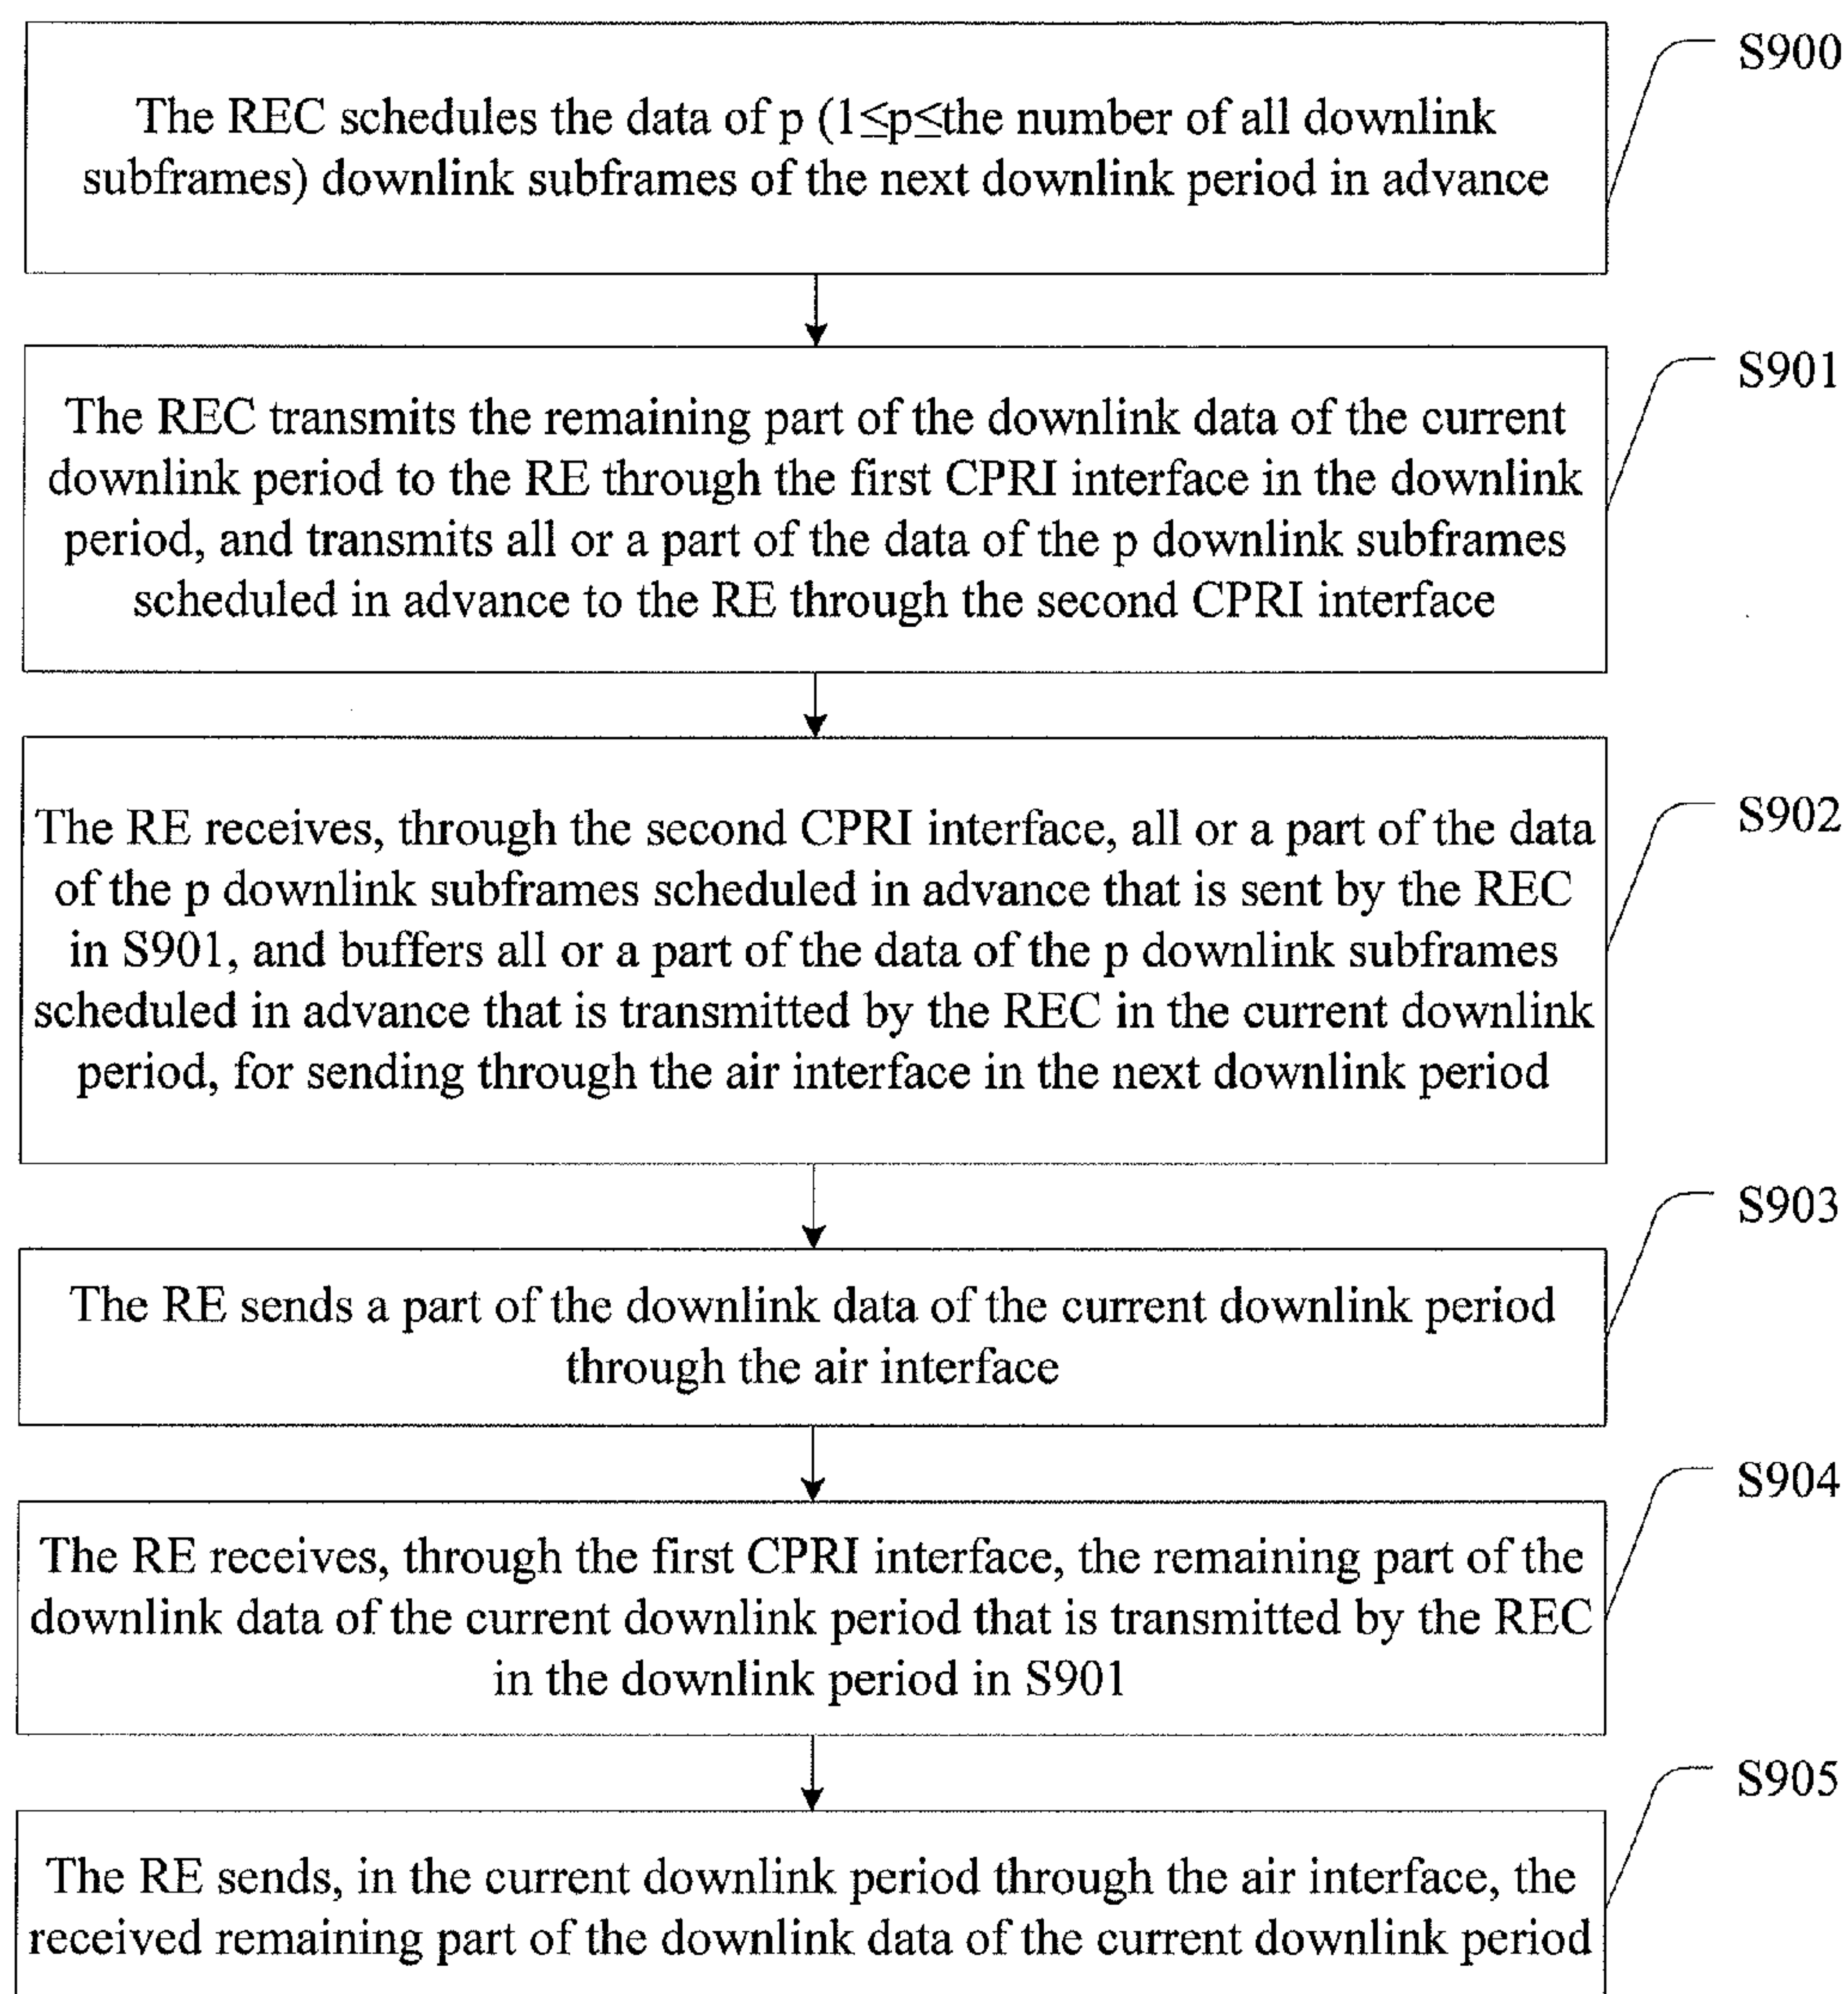 S900
The REC schedules the data of p (1≤p≤the number of all downlink
subframes) downlink subframes of the next downlink period in advance
S901
The REC transmits the remaining part of the downlink data of the current
downlink period to the RE through the first CPRI interface in the downlink
period, and transmits all or a part of the data of the p downlink subframes
scheduled in advance to the RE through the second CPRI interface
S902
The RE receives, through the second CPRI interface, all or a part of the data
of the p downlink subframes scheduled in advance that is sent by the REC
in S901, and buffers all or a part of the data of the p downlink subframes
scheduled in advance that is transmitted by the REC in the current downlink
period, for sending through the air interface in the next downlink period
S903
The RE sends a part of the downlink data of the current downlink period
through the air interface
S904
The RE receives, through the first CPRI interface, the remaining part of the
downlink data of the current downlink period that is transmitted by the REC
in the downlink period in S901
S905
The RE sends, in the current downlink period through the air interface, the
received remaining part of the downlink data of the current downlink period